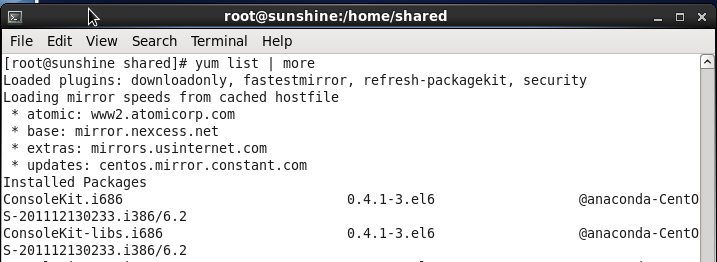 root@sunshine:/home/shared
File Edit View Search Terminal Help
[root@sunshine shared]# yum list | more
Loaded plugins: downloadonly, fastestmirror, refresh-packagekit, security
Loading mirror speeds from cached hostfile
 * atomic: www2.atomicorp.com
 * base: mirror.nexcess.net
 * extras: mirrors.usinternet.com
 * updates: centos.mirror.constant.com
Installed Packages
ConsoleKit.i686 0.4.1-3.el6 @anaconda-CentO
S-201112130233.i386/6.2
ConsoleKit-libs.i686 0.4.1-3.el6 @anaconda-CentO
S-201112130233.i386/6.2